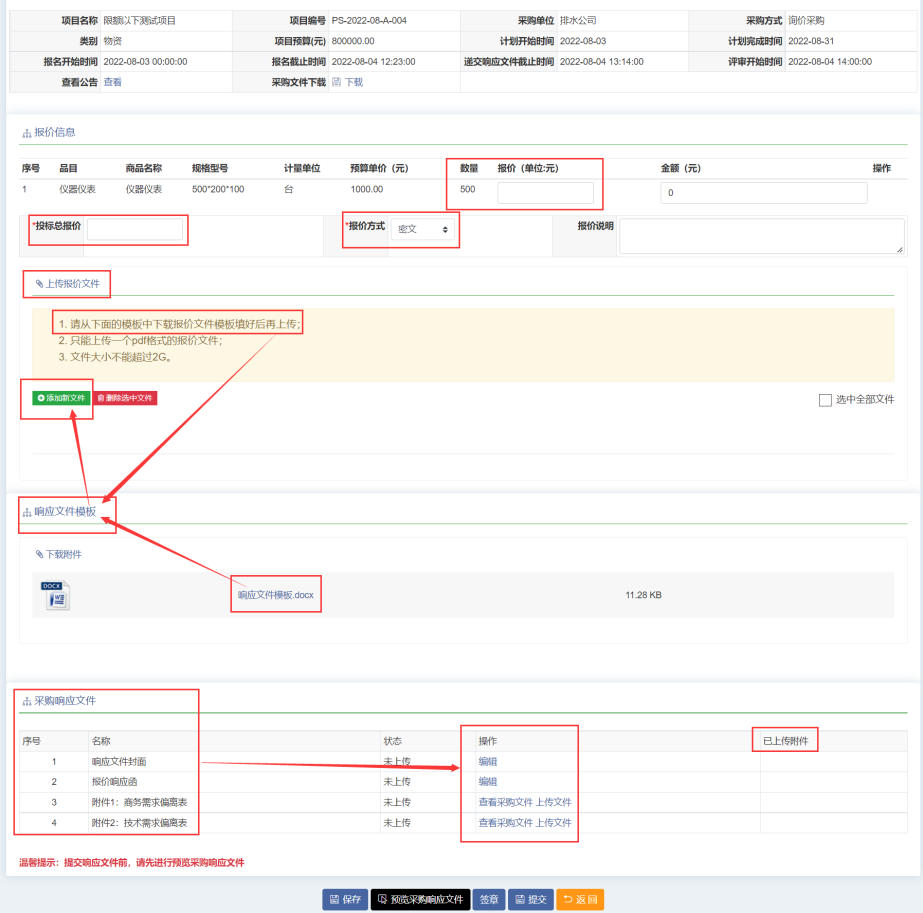 项目名称 限额以下测试项目 项目编号 PS-2022-08-A-004 采购单位 排水公司 采购方式 询价采购
类别 物资 项目预算(元) 800000.00 计划开始时间 2022-08-03 计划完成时间 2022-08-31
报名开始时间 2022-08-03 00:00:00 报名截止时间 2022-08-04 12:23:00 递交响应文件截止时间 2022-08-04 13:14:00 评审开始时间 2022-08-04 14:00:00
查看公告 查看 采购文件下载 下载
报价信息
序号 品目 商品名称 规格型号 计量单位 预算单价（元） 数量 报价（单位:元） 金额（元） 操作
1 仪器仪表 仪器仪表 500*200*100 台 1000.00 500 0
*投标总报价 *报价方式 密文 报价说明
上传报价文件
1. 请从下面的模板中下载报价文件模板填好后再上传;
2. 只能上传一个pdf格式的报价文件；
3. 文件大小不能超过2G。
添加新文件 删除选中文件 选中全部文件
响应文件模板
下载附件
DOCX 响应文件模板.docx 11.28 KB
采购响应文件
序号 名称 状态 操作 已上传附件
1 响应文件封面 未上传 编辑
2 报价响应函 未上传 编辑
3 附件1：商务需求偏离表 未上传 查看采购文件 上传文件
4 附件2：技术需求偏离表 未上传 查看采购文件 上传文件
温馨提示：提交响应文件前，请先进行预览采购响应文件
保存 预览采购响应文件 签章 提交 返回